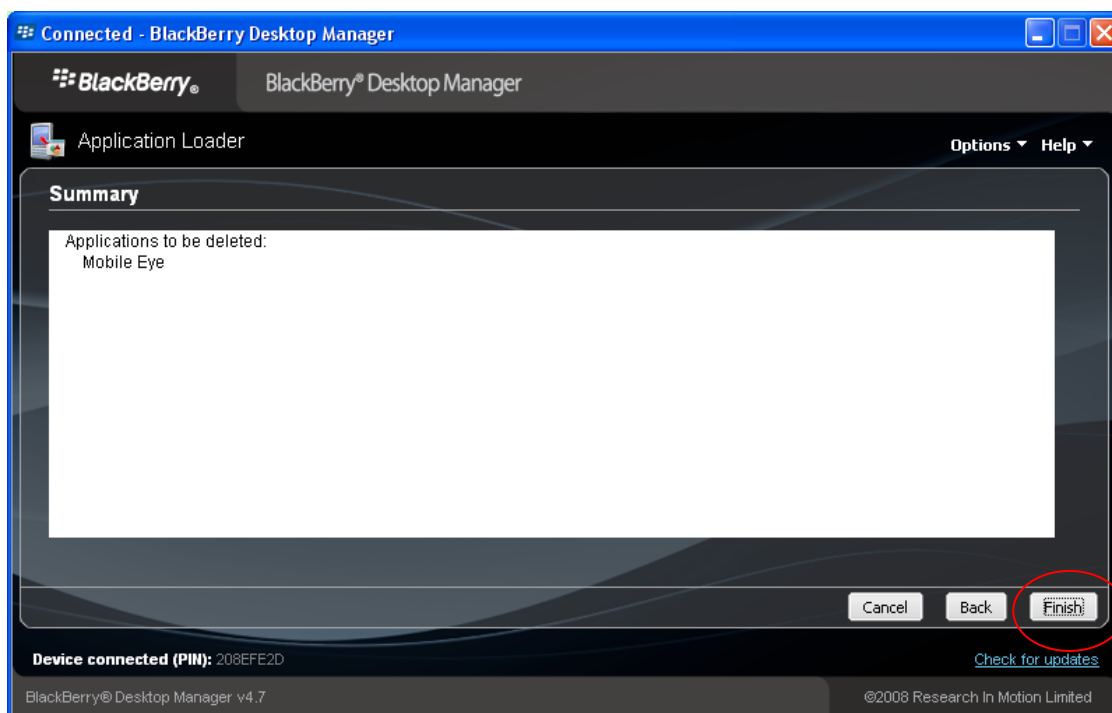 Connected - BlackBerry Desktop Manager
BlackBerry® BlackBerry® Desktop Manager
Application Loader
Options Help
Summary
Applications to be deleted:
Mobile Eye
Cancel Back Finish
Device connected (PIN): 208EFE2D
Check for updates
BlackBerry® Desktop Manager v4.7
©2008 Research In Motion Limited